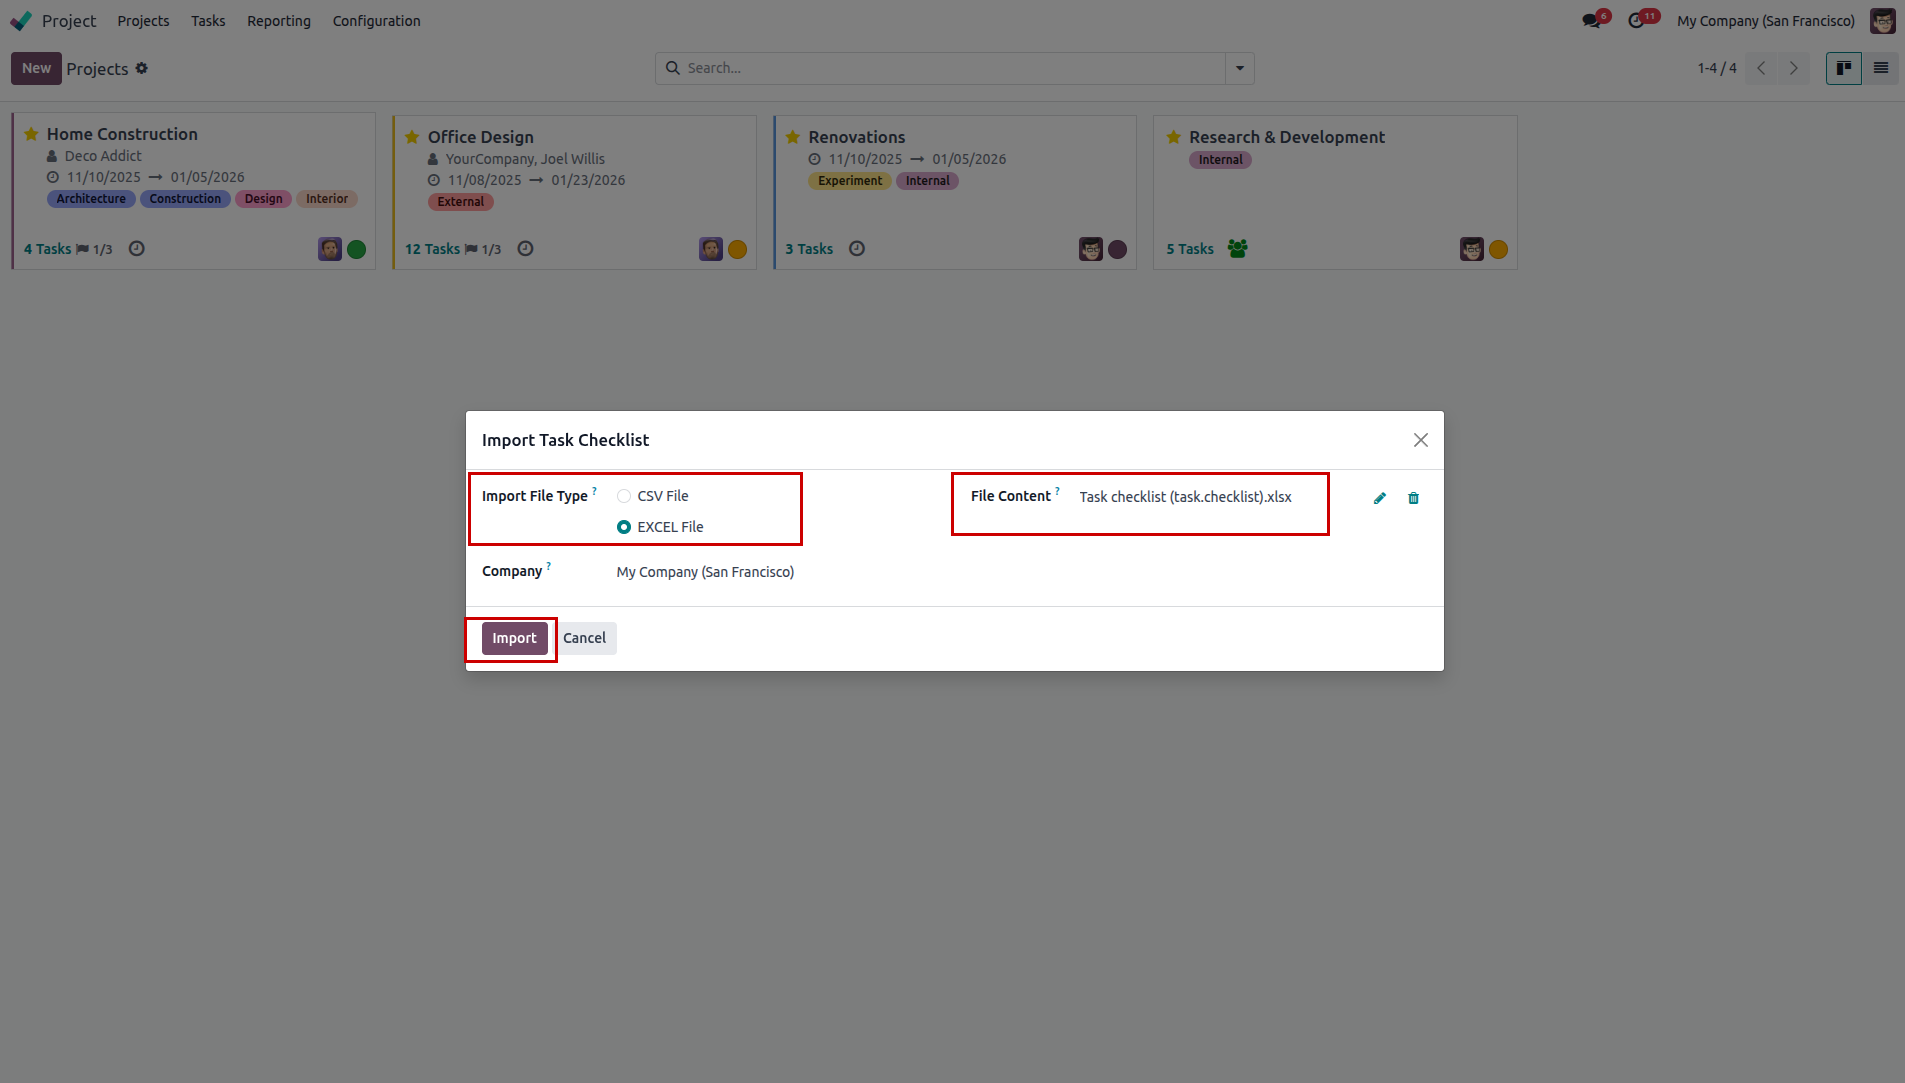 Project Projects Tasks Reporting Configuration 6 11 My Company (San Francisco)
New Projects Search... 1-4 / 4
Home Construction
Deco Addict
11/10/2025 → 01/05/2026
Architecture Construction Design Interior
4 Tasks 1/3
Office Design
YourCompany, Joel Willis
11/08/2025 → 01/23/2026
External
12 Tasks 1/3
Renovations
11/10/2025 → 01/05/2026
Experiment Internal
3 Tasks
Research & Development
Internal
5 Tasks
Import Task Checklist
Import File Type ? CSV File
EXCEL File
File Content ? Task checklist (task.checklist).xlsx
Company ? My Company (San Francisco)
Import Cancel